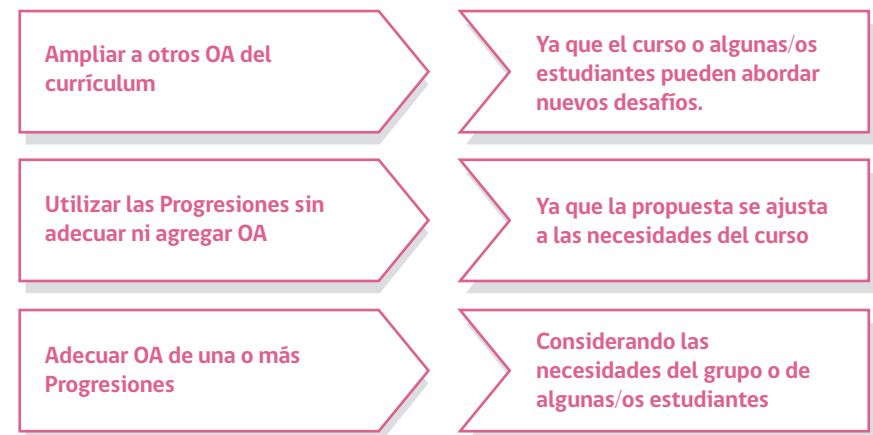 Ampliar a otros OA del
currículum
Ya que el curso o algunas/os
estudiantes pueden abordar
nuevos desafíos.
Utilizar las Progresiones sin
adecuar ni agregar OA
Ya que la propuesta se ajusta
a las necesidades del curso
Adecuar OA de una o más
Progresiones
Considerando las
necesidades del grupo o de
algunas/os estudiantes